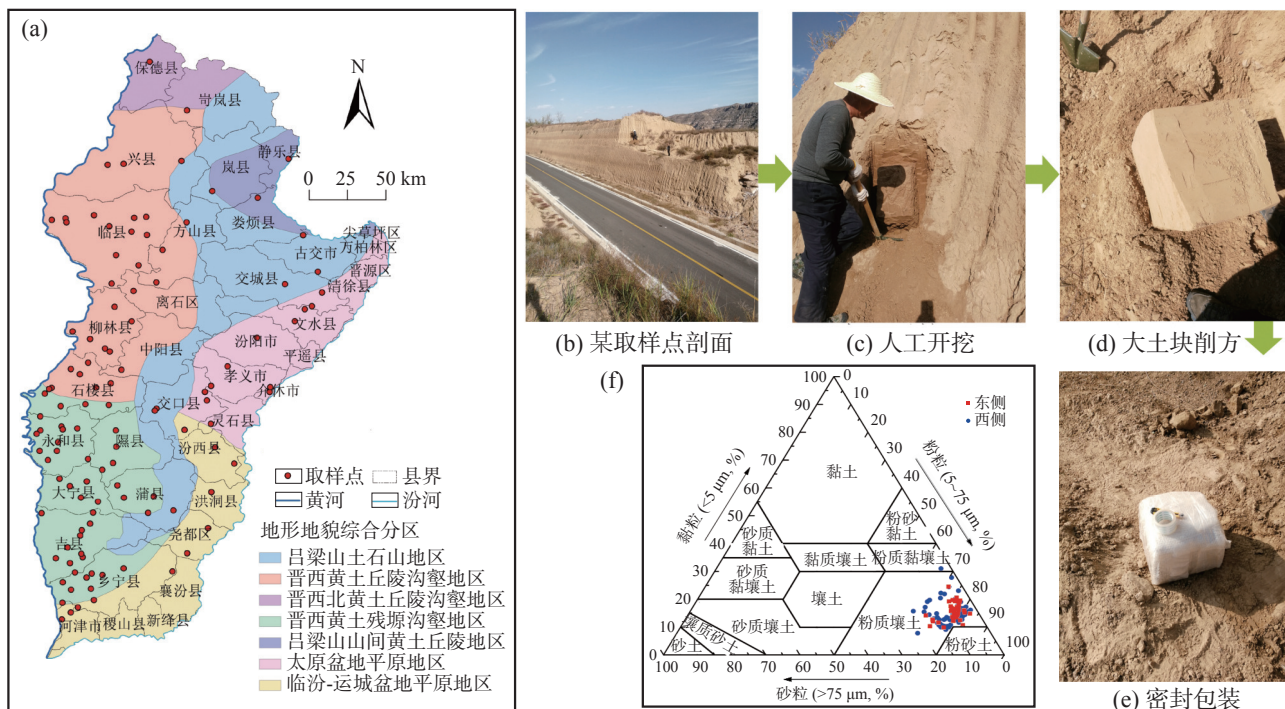 (a)
保德县
岢岚县
N
兴县
静乐县
岚县
0 25 50 km
娄烦县
临县
方山县
尖草坪区
万柏林区
古交市
晋源区
交城县
清徐县
离石区
文水县
柳林县
汾阳市
中阳县
平遥县
孝义市
介休市
石楼县
交口县
灵石县
永和县
隰县
汾西县
大宁县
蒲县
洪洞县
尧都区
吉县
乡宁县
襄汾县
河津市
稷山县
新绛县
取样点
县界
黄河
汾河
地形地貌综合分区
吕梁山土石山地区
晋西黄土丘陵沟壑地区
晋西北黄土丘陵沟壑地区
晋西黄土残塬沟壑地区
吕梁山山间黄土丘陵地区
太原盆地平原地区
临汾-运城盆地平原地区
(b) 某取样点剖面
(c) 人工开挖
(d) 大土块削方
(e) 密封包装
(f)
东侧
西侧
黏粒 (<5 μm, %)
粉粒 (5~75 μm, %)
砂粒 (>75 μm, %)
0 10 20 30 40 50 60 70 80 90 100
0 10 20 30 40 50 60 70 80 90 100
100 90 80 70 60 50 40 30 20 10 0
黏土
砂质
黏土
粉砂
黏土
黏质壤土
粉质黏壤土
砂质
黏壤土
壤土
砂质壤土
粉质壤土
壤质砂土
砂土
粉砂土